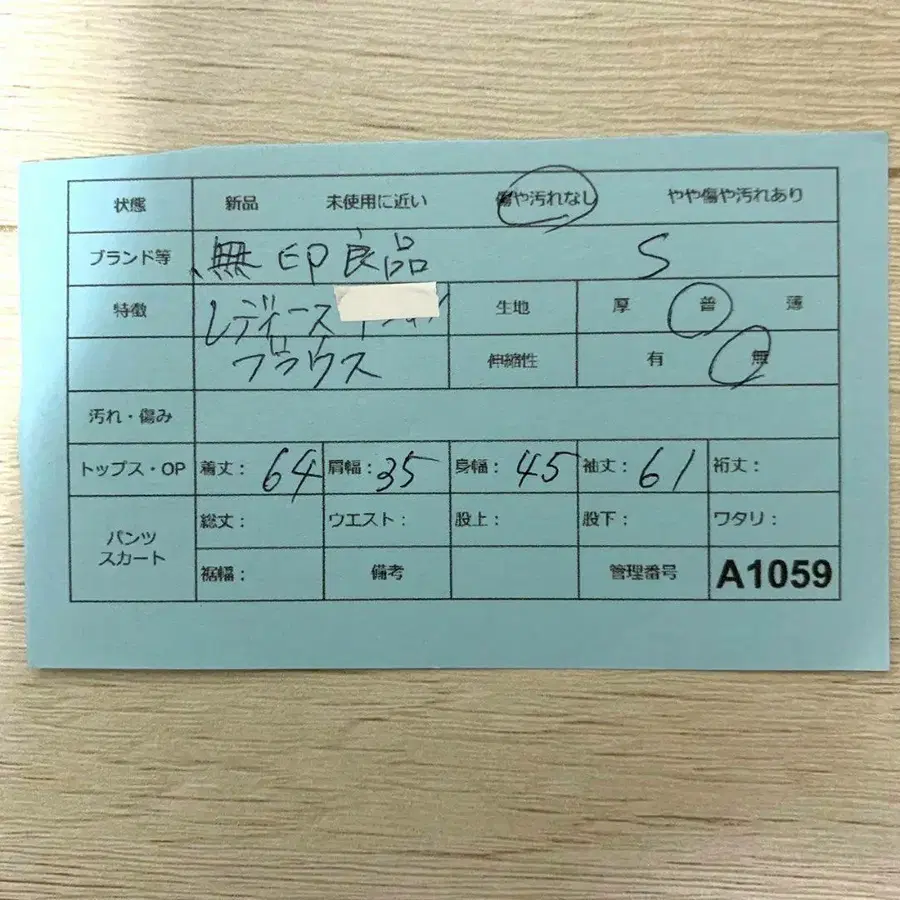 状態 新品 未使用に近い 傷や汚れなし やや傷や汚れあり
ブランド等 無印良品 S
特徴 レディース 生地 厚 普 薄
ブラウス 伸縮性 有 無
汚れ・傷み
トップス・OP 着丈: 64 肩幅: 35 身幅: 45 袖丈: 61 裄丈:
パンツ スカート 総丈: ウエスト: 股上: 股下: ワタリ:
裾幅: 備考 管理番号 A1059